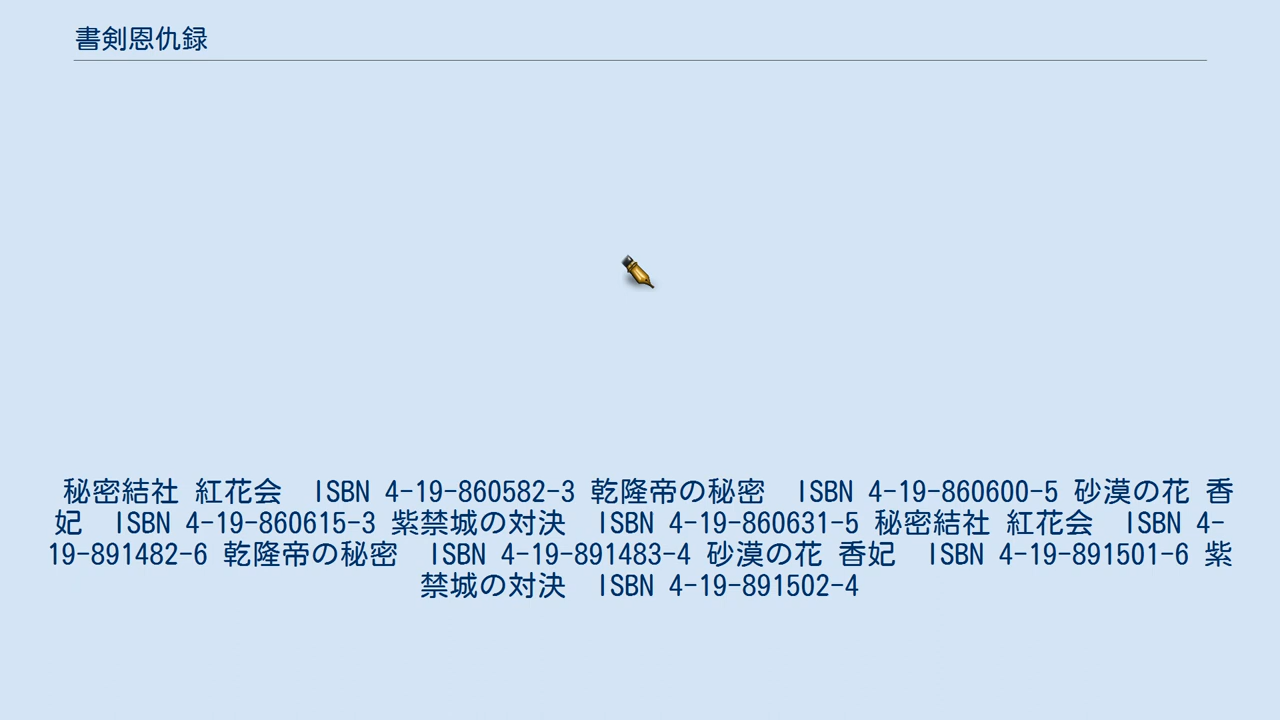 書剣恩仇録
秘密結社 紅花会　ISBN 4-19-860582-3 乾隆帝の秘密　ISBN 4-19-860600-5 砂漠の花 香
妃　ISBN 4-19-860615-3 紫禁城の対決　ISBN 4-19-860631-5 秘密結社 紅花会　ISBN 4-
19-891482-6 乾隆帝の秘密　ISBN 4-19-891483-4 砂漠の花 香妃　ISBN 4-19-891501-6 紫
禁城の対決　ISBN 4-19-891502-4